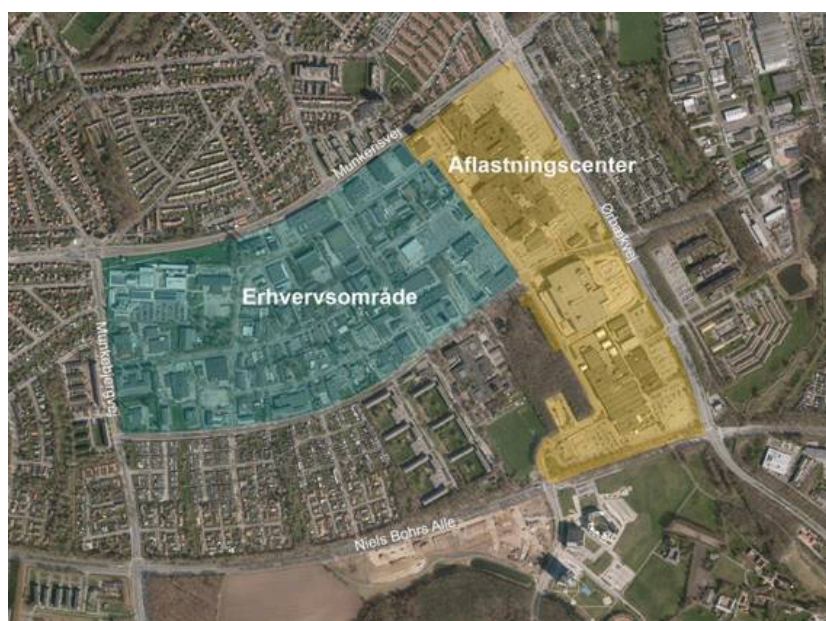 Munkerisvej
Aflastningscenter
Ørbækvej
Erhvervsområde
Munkebjergvej
Niels Bohrs Alle